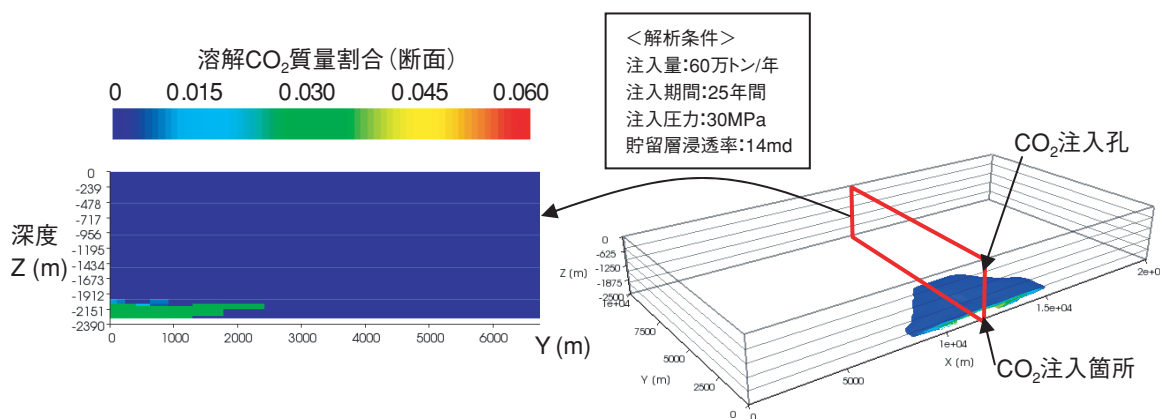 溶解CO2質量割合（断面）
0 0.015 0.030 0.045 0.060
深度
Z (m)
0
-239
-478
-717
-956
-1195
-1434
-1673
-1912
-2151
-2390
0 1000 2000 3000 4000 5000 6000
Y (m)
＜解析条件＞
注入量：60万トン/年
注入期間：25年間
注入圧力：30MPa
貯留層浸透率：14md
CO2注入孔
CO2注入箇所
Z (m)
0
-625
-1250
-1875
-2500
1e+04
7500
5000
2500
0
Y (m)
0
5000
1e+04
1.5e+04
2e+0
X (m)